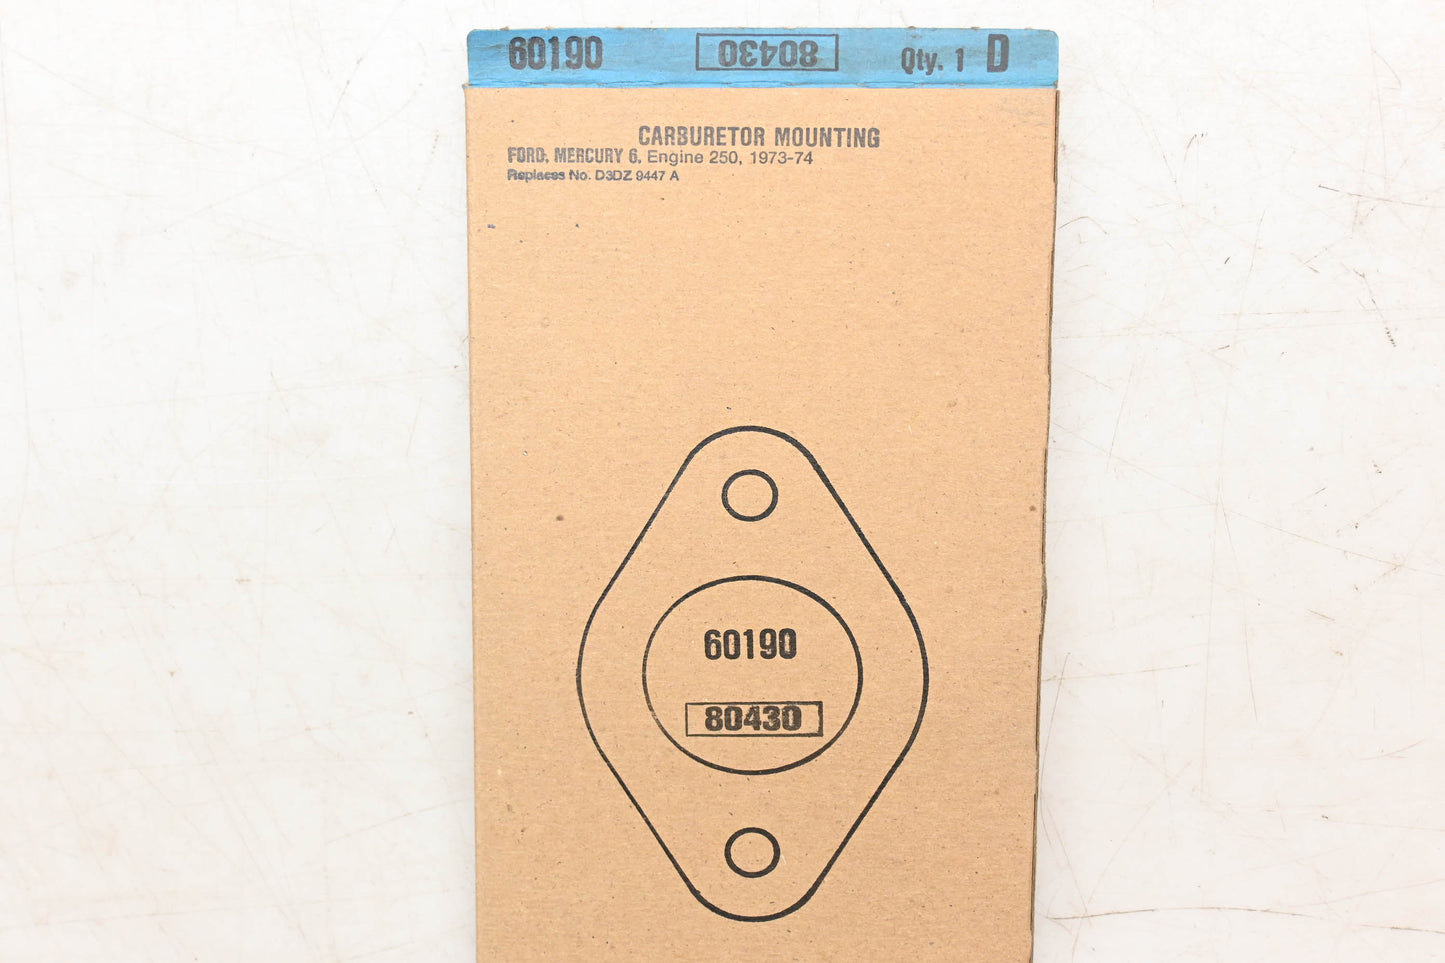 60190 80430 Qty. 1 D
CARBURETOR MOUNTING
FORD, MERCURY 6, Engine 250, 1973-74
Replaces No. D3DZ 9447 A
60190
80430